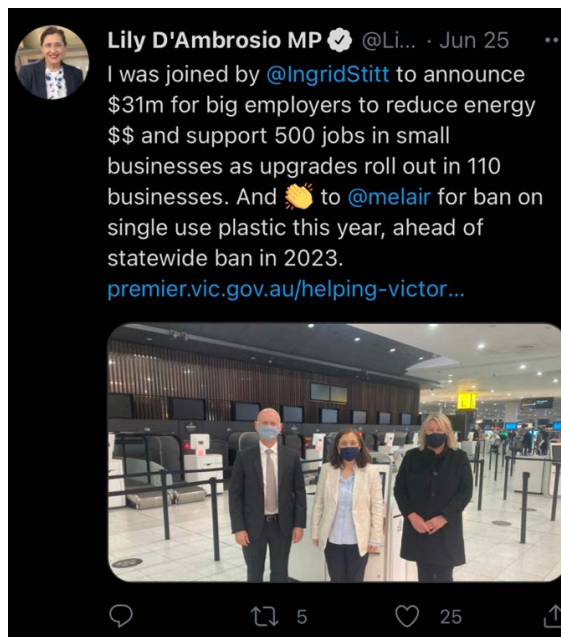 Lily D'Ambrosio MP @Li... · Jun 25
I was joined by @IngridStitt to announce
$31m for big employers to reduce energy
$$ and support 500 jobs in small
businesses as upgrades roll out in 110
businesses. And 👏 to @melair for ban on
single use plastic this year, ahead of
statewide ban in 2023.
premier.vic.gov.au/helping-victor...
L
5 25